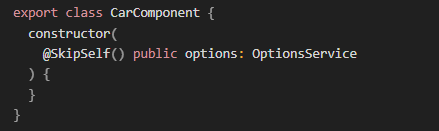 export class CarComponent {
  constructor(
    @SkipSelf() public options: OptionsService
  ) {
  }
}